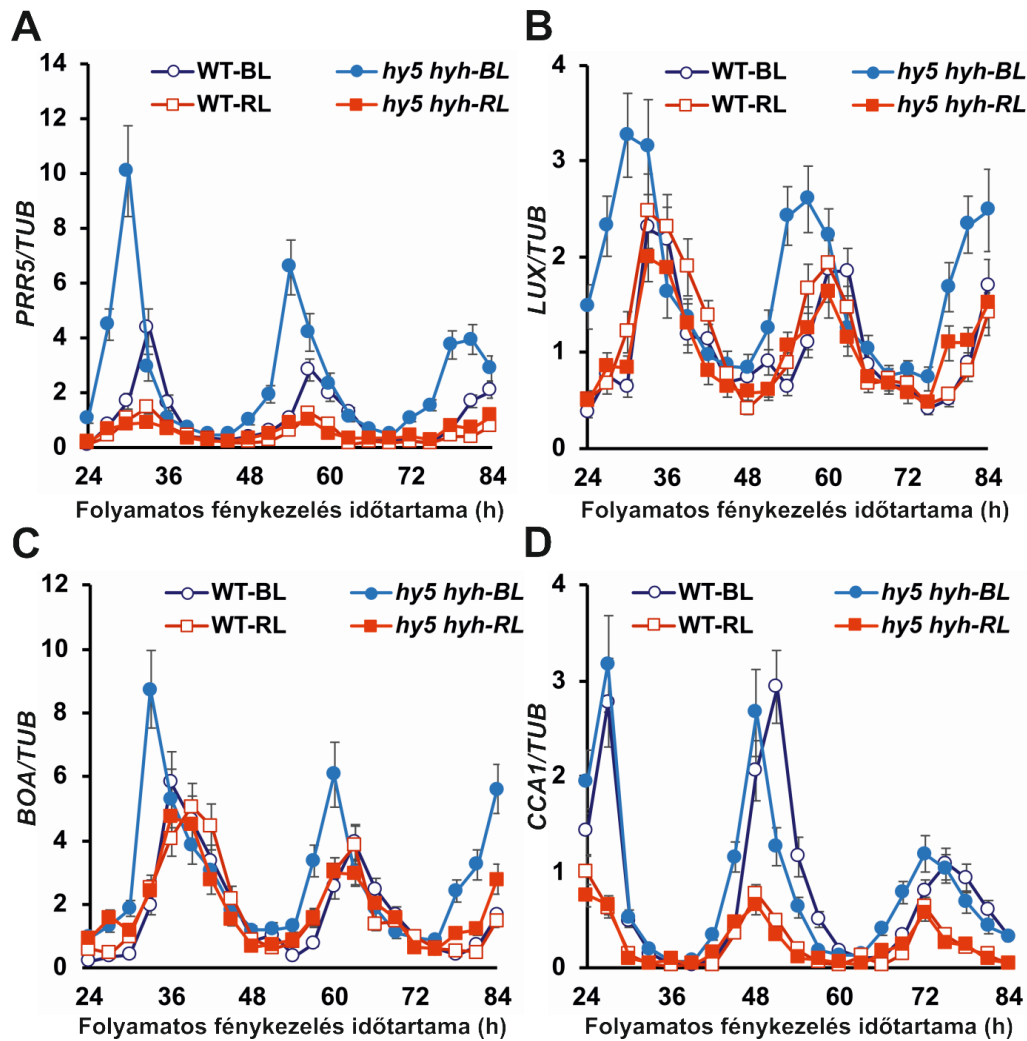 A
PRR5/TUB
14
12
10
8
6
4
2
0
WT-BL
hy5 hyh-BL
WT-RL
hy5 hyh-RL
24 36 48 60 72 84
Folyamatos fénykezelés időtartama (h)
B
LUX/TUB
4
3
2
1
0
WT-BL
hy5 hyh-BL
WT-RL
hy5 hyh-RL
24 36 48 60 72 84
Folyamatos fénykezelés időtartama (h)
C
BOA/TUB
12
10
8
6
4
2
0
WT-BL
hy5 hyh-BL
WT-RL
hy5 hyh-RL
24 36 48 60 72 84
Folyamatos fénykezelés időtartama (h)
D
CCA1/TUB
4
3
2
1
0
WT-BL
hy5 hyh-BL
WT-RL
hy5 hyh-RL
24 36 48 60 72 84
Folyamatos fénykezelés időtartama (h)